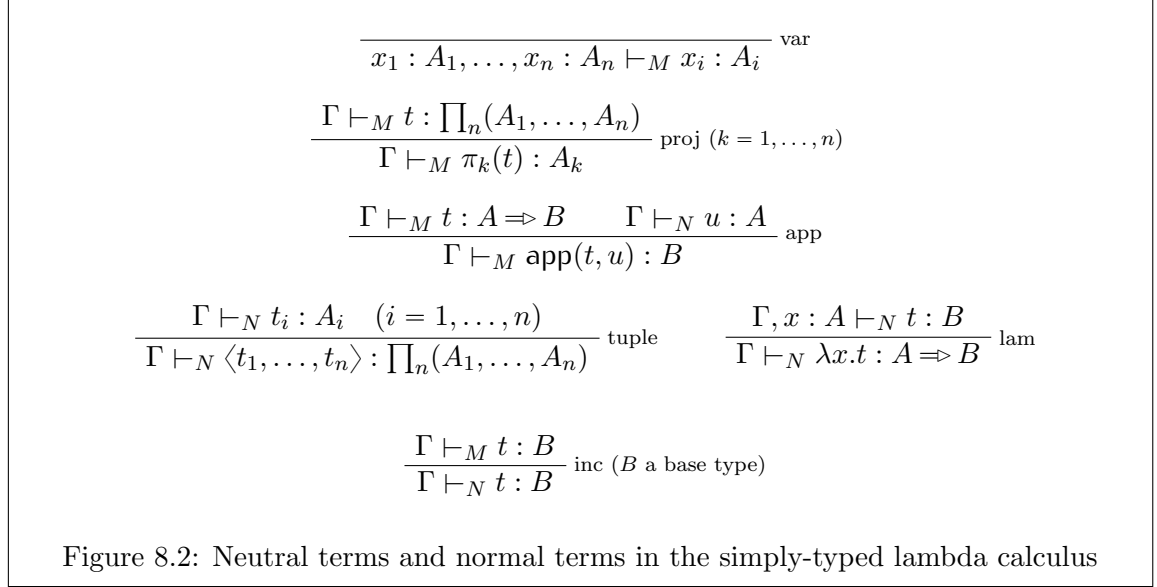 x₁ : A₁, . . . , xₙ : Aₙ ⊢_M xᵢ : Aᵢ var
Γ ⊢_M t : ∏ₙ(A₁, . . . , Aₙ)
Γ ⊢_M πₖ(t) : Aₖ proj (k = 1, . . . , n)
Γ ⊢_M t : A ⇒ B Γ ⊢_N u : A
Γ ⊢_M app(t, u) : B app
Γ ⊢_N tᵢ : Aᵢ (i = 1, . . . , n)
Γ ⊢_N ⟨t₁, . . . , tₙ⟩ : ∏ₙ(A₁, . . . , Aₙ) tuple
Γ, x : A ⊢_N t : B
Γ ⊢_N λx.t : A ⇒ B lam
Γ ⊢_M t : B
Γ ⊢_N t : B inc (B a base type)
Figure 8.2: Neutral terms and normal terms in the simply-typed lambda calculus